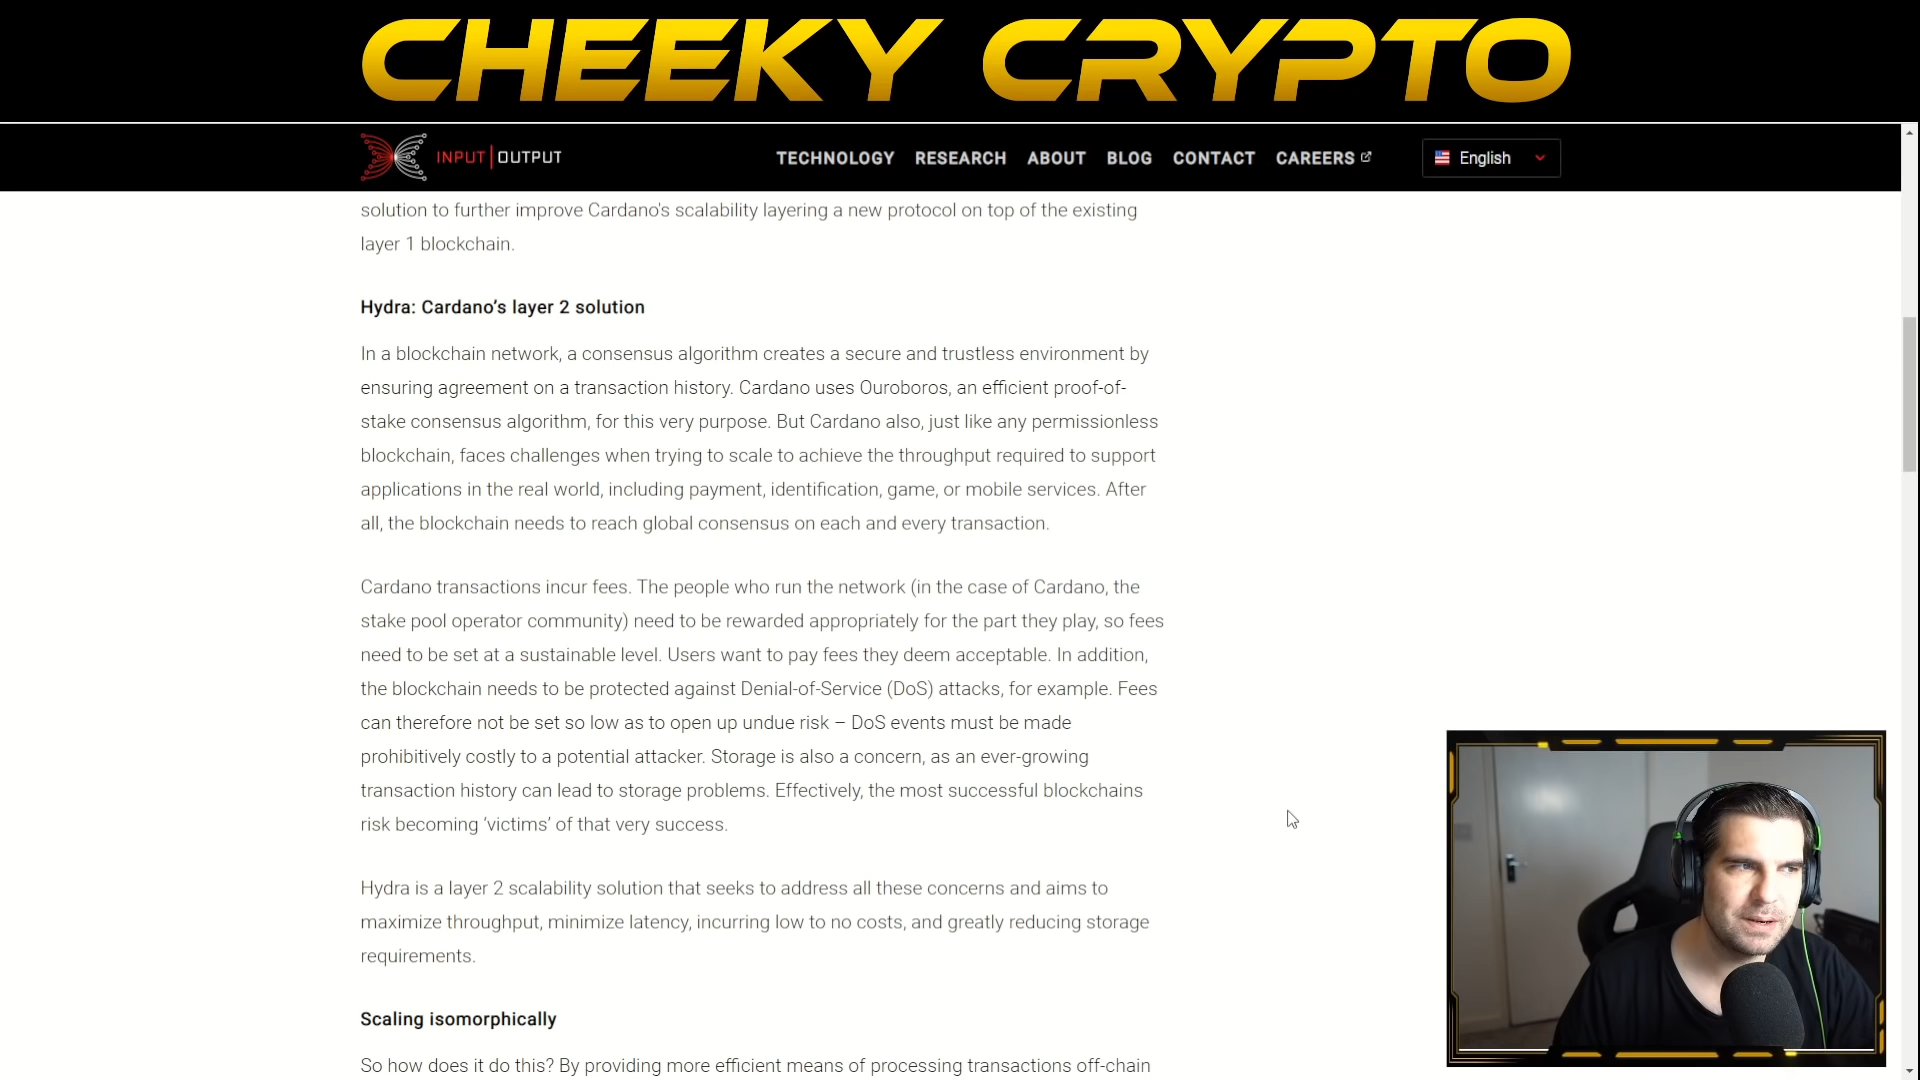 CHEEKY CRYPTO
INPUT | OUTPUT
TECHNOLOGY RESEARCH ABOUT BLOG CONTACT CAREERS
English
solution to further improve Cardano's scalability layering a new protocol on top of the existing
layer 1 blockchain.
Hydra: Cardano’s layer 2 solution
In a blockchain network, a consensus algorithm creates a secure and trustless environment by
ensuring agreement on a transaction history. Cardano uses Ouroboros, an efficient proof-of-
stake consensus algorithm, for this very purpose. But Cardano also, just like any permissionless
blockchain, faces challenges when trying to scale to achieve the throughput required to support
applications in the real world, including payment, identification, game, or mobile services. After
all, the blockchain needs to reach global consensus on each and every transaction.
Cardano transactions incur fees. The people who run the network (in the case of Cardano, the
stake pool operator community) need to be rewarded appropriately for the part they play, so fees
need to be set at a sustainable level. Users want to pay fees they deem acceptable. In addition,
the blockchain needs to be protected against Denial-of-Service (DoS) attacks, for example. Fees
can therefore not be set so low as to open up undue risk – DoS events must be made
prohibitively costly to a potential attacker. Storage is also a concern, as an ever-growing
transaction history can lead to storage problems. Effectively, the most successful blockchains
risk becoming ‘victims’ of that very success.
Hydra is a layer 2 scalability solution that seeks to address all these concerns and aims to
maximize throughput, minimize latency, incurring low to no costs, and greatly reducing storage
requirements.
Scaling isomorphically
So how does it do this? By providing more efficient means of processing transactions off-chain